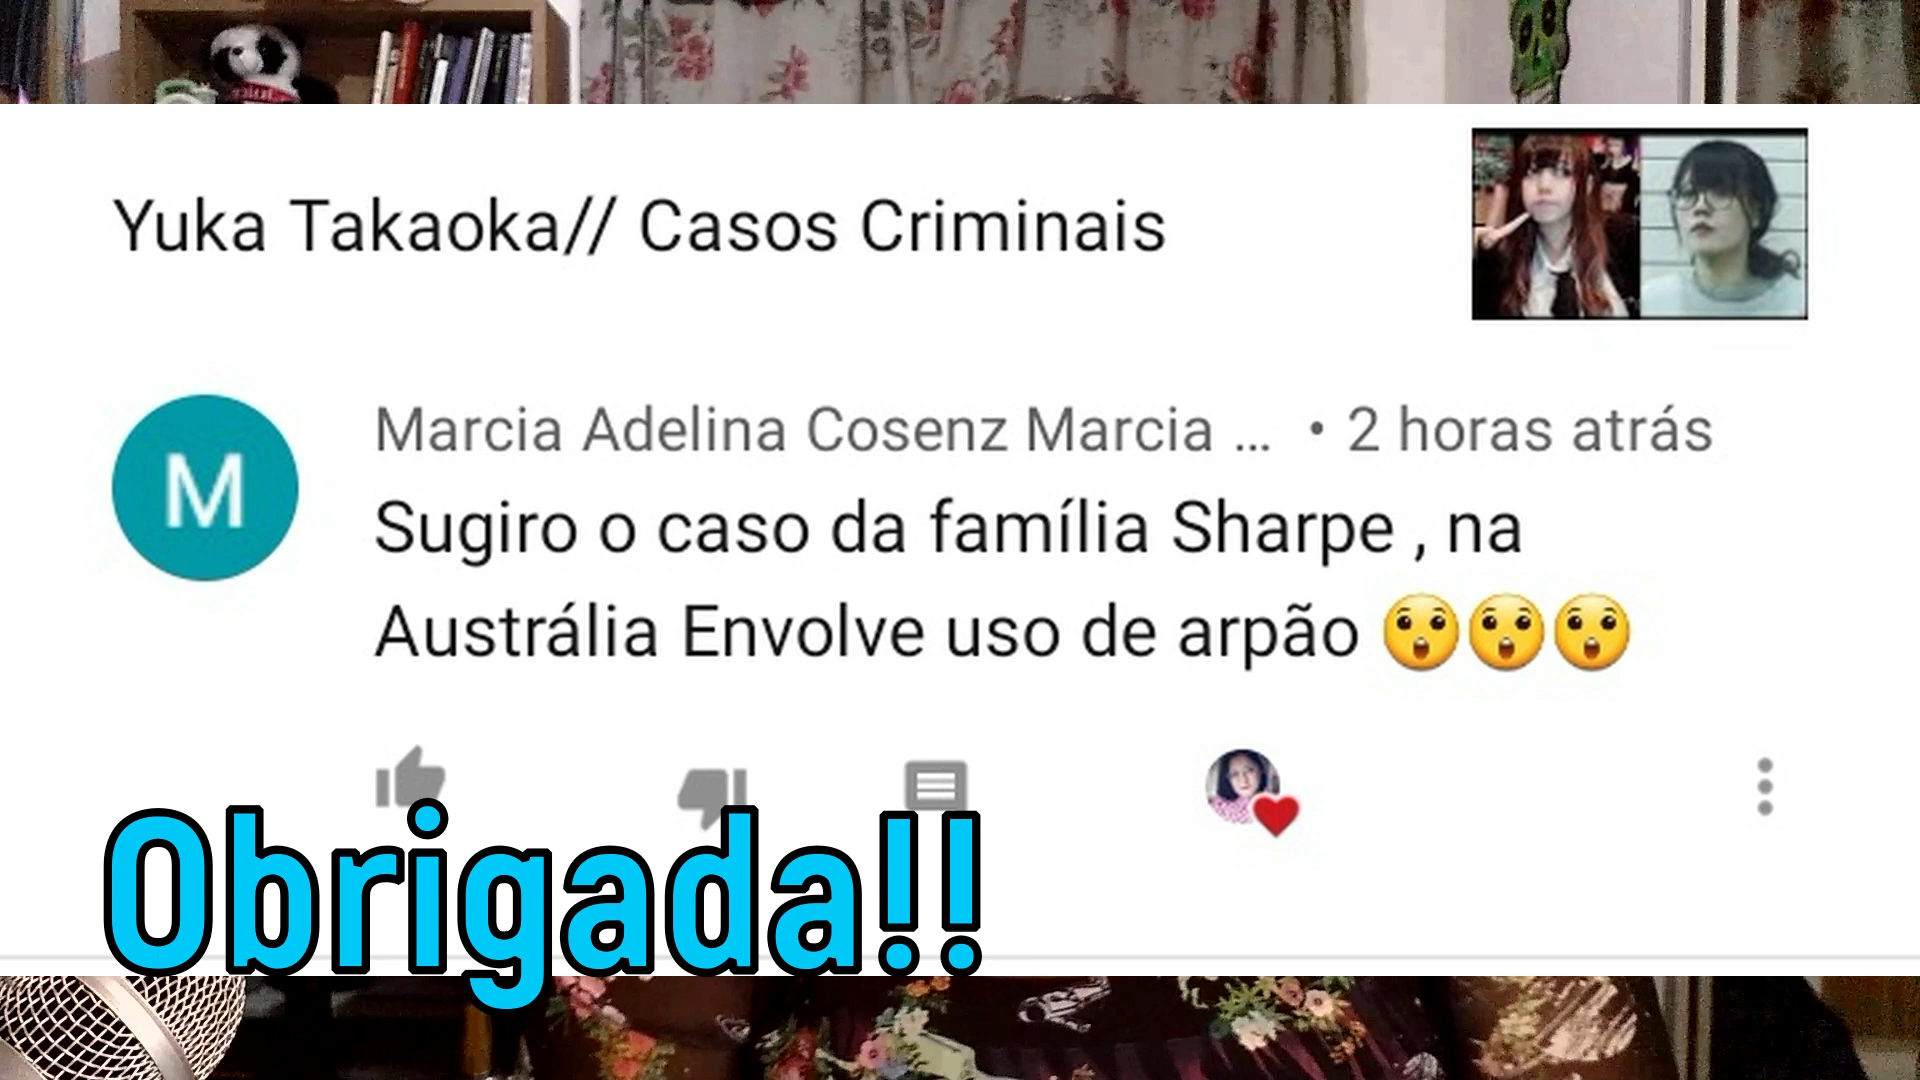 Yuka Takaoka// Casos Criminais
M
Marcia Adelina Cosenz Marcia ... • 2 horas atrás
Sugiro o caso da família Sharpe , na
Austrália Envolve uso de arpão 😲😲😲
Obrigada!!